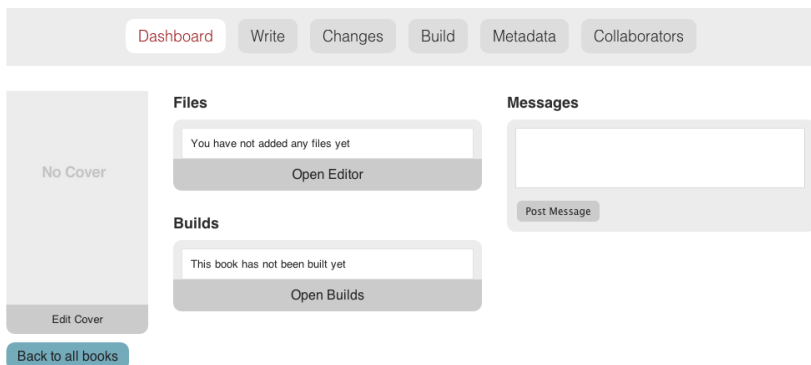 Dashboard Write Changes Build Metadata Collaborators
No Cover
Edit Cover
Back to all books
Files
You have not added any files yet
Open Editor
Builds
This book has not been built yet
Open Builds
Messages
Post Message